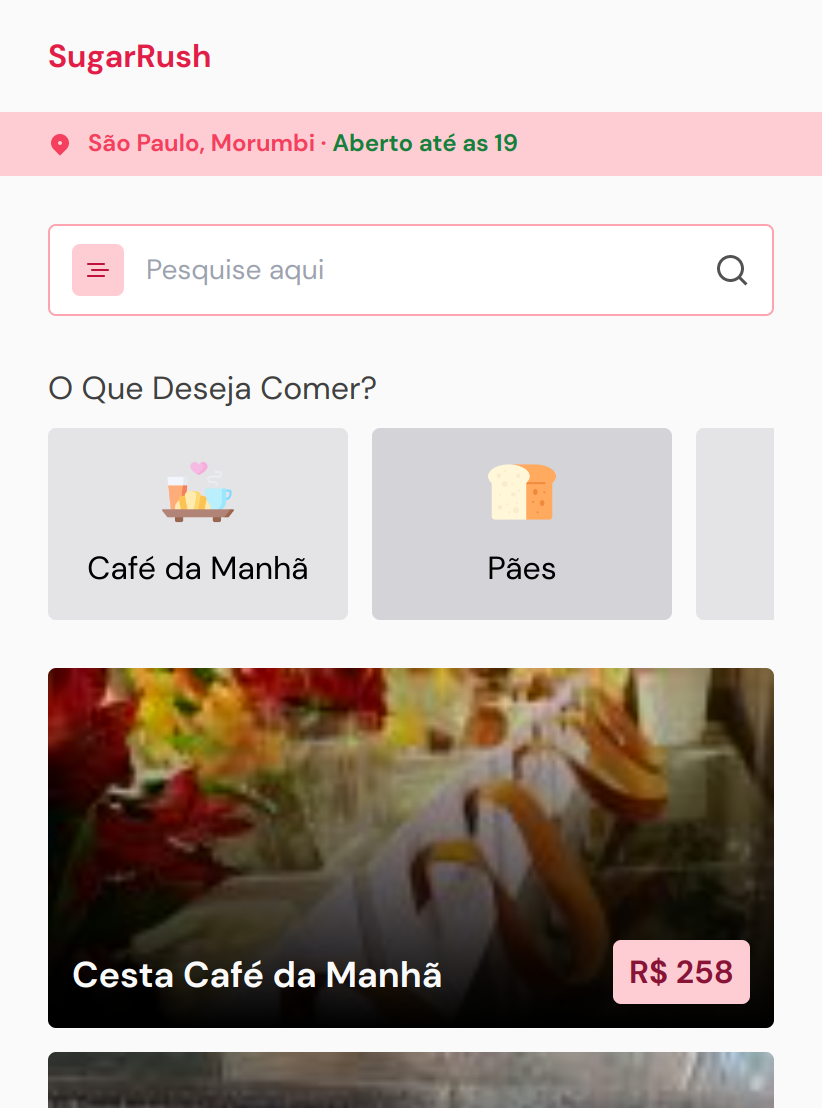 SugarRush
São Paulo, Morumbi · Aberto até as 19
Pesquise aqui
O Que Deseja Comer?
Café da Manhã
Pães
Cesta Café da Manhã
R$ 258